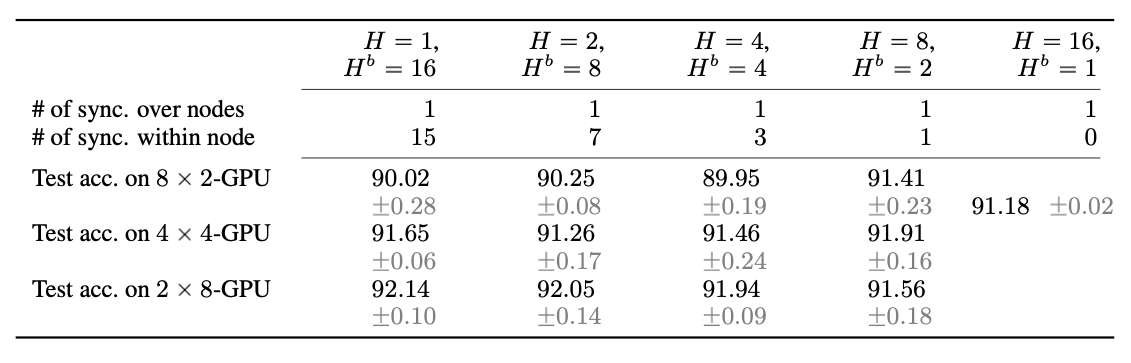 H = 1, H = 2, H = 4, H = 8, H = 16,
Hᵇ = 16 Hᵇ = 8 Hᵇ = 4 Hᵇ = 2 Hᵇ = 1
# of sync. over nodes 1 1 1 1 1
# of sync. within node 15 7 3 1 0
Test acc. on 8 × 2-GPU 90.02 90.25 89.95 91.41
±0.28 ±0.08 ±0.19 ±0.23 91.18 ±0.02
Test acc. on 4 × 4-GPU 91.65 91.26 91.46 91.91
±0.06 ±0.17 ±0.24 ±0.16
Test acc. on 2 × 8-GPU 92.14 92.05 91.94 91.56
±0.10 ±0.14 ±0.09 ±0.18